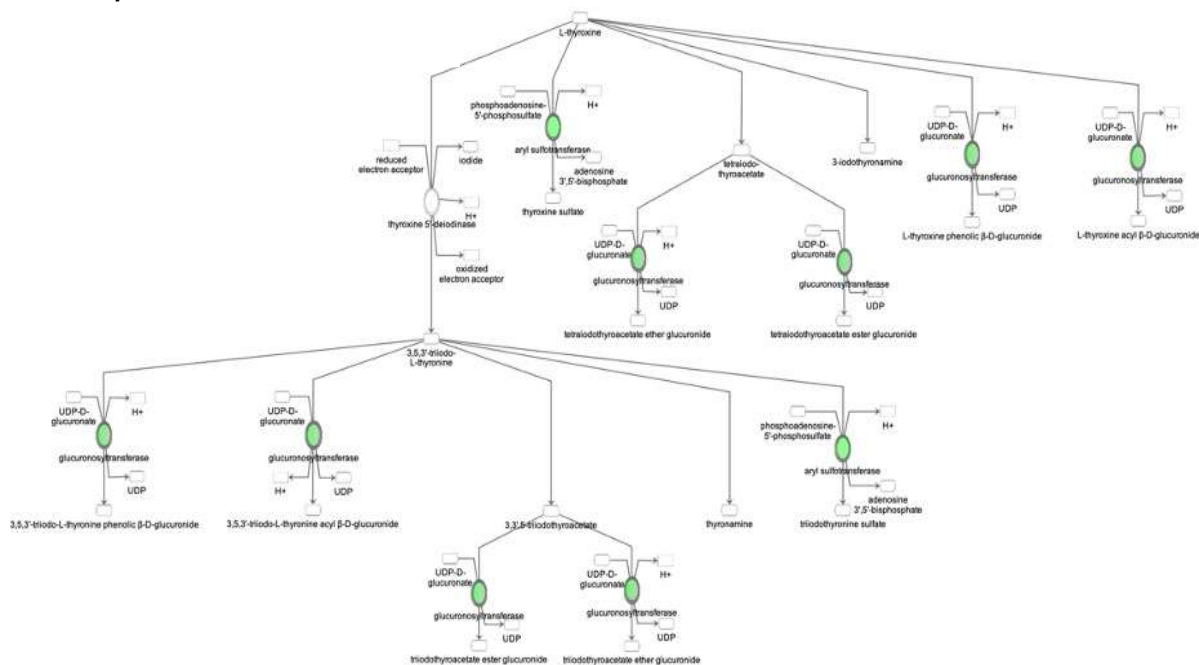 L-thyroxine
phosphoadenosine-
5'-phosphosulfate
H+
aryl sulfotransferase
adenosine
3',5'-bisphosphate
thyroxine sulfate
reduced
electron acceptor
iodide
H+
thyroxine 5'-deiodinase
oxidized
electron acceptor
tetraiodo-
thyroacetate
3-iodothyronamine
UDP-D-
glucuronate
H+
glucuronosyltransferase
UDP
L-thyroxine phenolic β-D-glucuronide
UDP-D-
glucuronate
H+
glucuronosyltransferase
UDP
L-thyroxine acyl β-D-glucuronide
UDP-D-
glucuronate
H+
glucuronosyltransferase
UDP
tetraiodothyroacetate ether glucuronide
UDP-D-
glucuronate
glucuronosyltransferase
UDP
tetraiodothyroacetate ester glucuronide
3,5,3'-triiodo-
L-thyronine
UDP-D-
glucuronate
H+
glucuronosyltransferase
UDP
3,5,3'-triiodo-L-thyronine phenolic β-D-glucuronide
UDP-D-
glucuronate
glucuronosyltransferase
H+
UDP
3,5,3'-triiodo-L-thyronine acyl β-D-glucuronide
3,3',5-triiodothyroacetate
thyronamine
phosphoadenosine-
5'-phosphosulfate
H+
aryl sulfotransferase
adenosine
3',5'-bisphosphate
triiodothyronine sulfate
UDP-D-
glucuronate
glucuronosyltransferase
UDP
triiodothyroacetate ester glucuronide
UDP-D-
glucuronate
H+
glucuronosyltransferase
UDP
triiodothyroacetate ether glucuronide